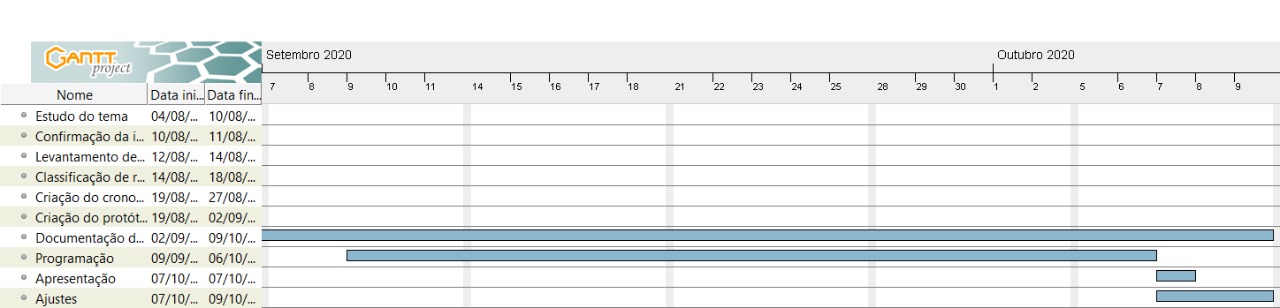 GANTT project
Setembro 2020 Outubro 2020
7 8 9 10 11 14 15 16 17 18 21 22 23 24 25 28 29 30 1 2 5 6 7 8 9
Nome Data ini... Data fin...
Estudo do tema 04/08/... 10/08/...
Confirmação da i... 10/08/... 11/08/...
Levantamento de... 12/08/... 14/08/...
Classificação de r... 14/08/... 18/08/...
Criação do crono... 19/08/... 27/08/...
Criação do protót... 19/08/... 02/09/...
Documentação d... 02/09/... 09/10/...
Programação 09/09/... 06/10/...
Apresentação 07/10/... 07/10/...
Ajustes 07/10/... 09/10/...